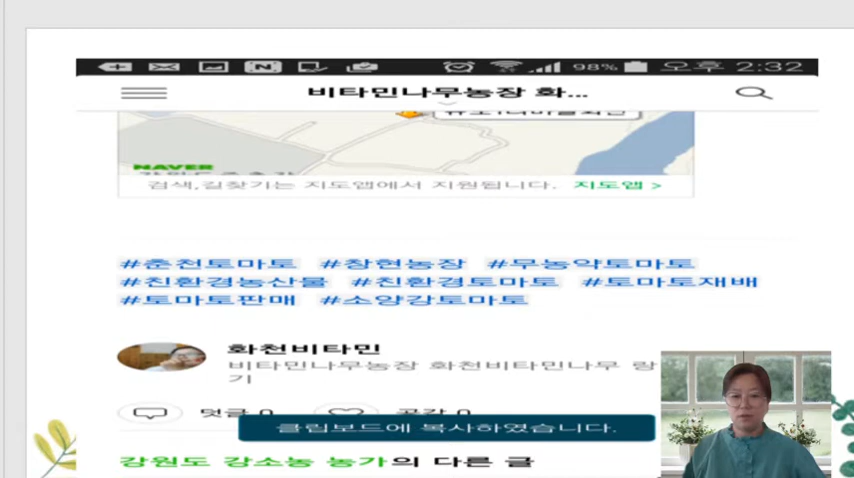 98% 오후 2:32
비타민나무농장 화...
NAVER
검색,길찾기는 지도앱에서 지원됩니다. 지도앱 >
#춘천토마토 #창현농장 #무농약토마토
#친환경농산물 #친환경토마토 #토마토재배
#토마토판매 #소양강토마토
화천비타민
비타민나무농장 화천비타민나무 랑
기
댓글 0 공감 0
클립보드에 복사하였습니다.
강원도 강소농 농가의 다른 글